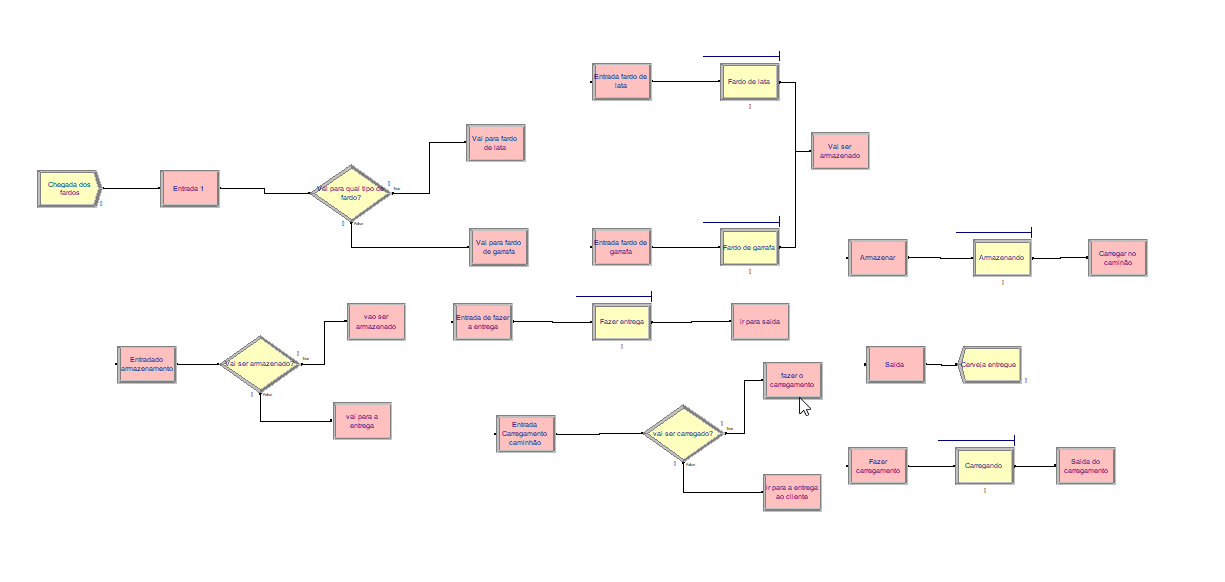 Entrada fardo de
lata
Fardo de lata
Vai para fardo
de lata
Vai ser
armazenado
Chegada dos
fardos
Entrada 1
Vai para qual tipo de
fardo?
True
False
Vai para fardo
de garrafa
Entrada fardo de
garrafa
Fardo de garrafa
Armazenar
Armazenando
Carregar no
caminão
vao ser
armazenado
Entrada de fazer
a entrega
Fazer entrega
ir para saida
Entradado
armazenamento
Vai ser armazenado?
True
False
vai para a
entrega
fazer o
carregamento
Saida
Cerveja entregue
Entrada
Carregamento
caminhão
vai ser carregado?
True
False
ir para a entrega
ao cliente
Fazer
carregamento
Carregando
Saida do
carregamento